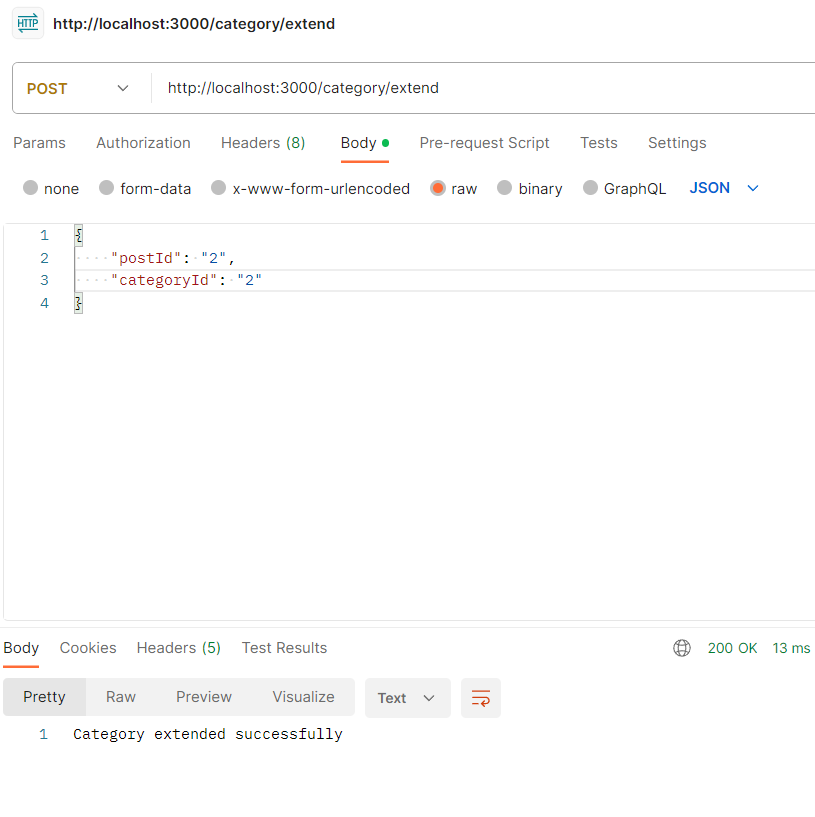 HTTP http://localhost:3000/category/extend
POST http://localhost:3000/category/extend
Params Authorization Headers (8) Body Pre-request Script Tests Settings
none form-data x-www-form-urlencoded raw binary GraphQL JSON
1 {
2 "postId": "2",
3 "categoryId": "2"
4 }
Body Cookies Headers (5) Test Results 200 OK 13 ms
Pretty Raw Preview Visualize Text
1 Category extended successfully